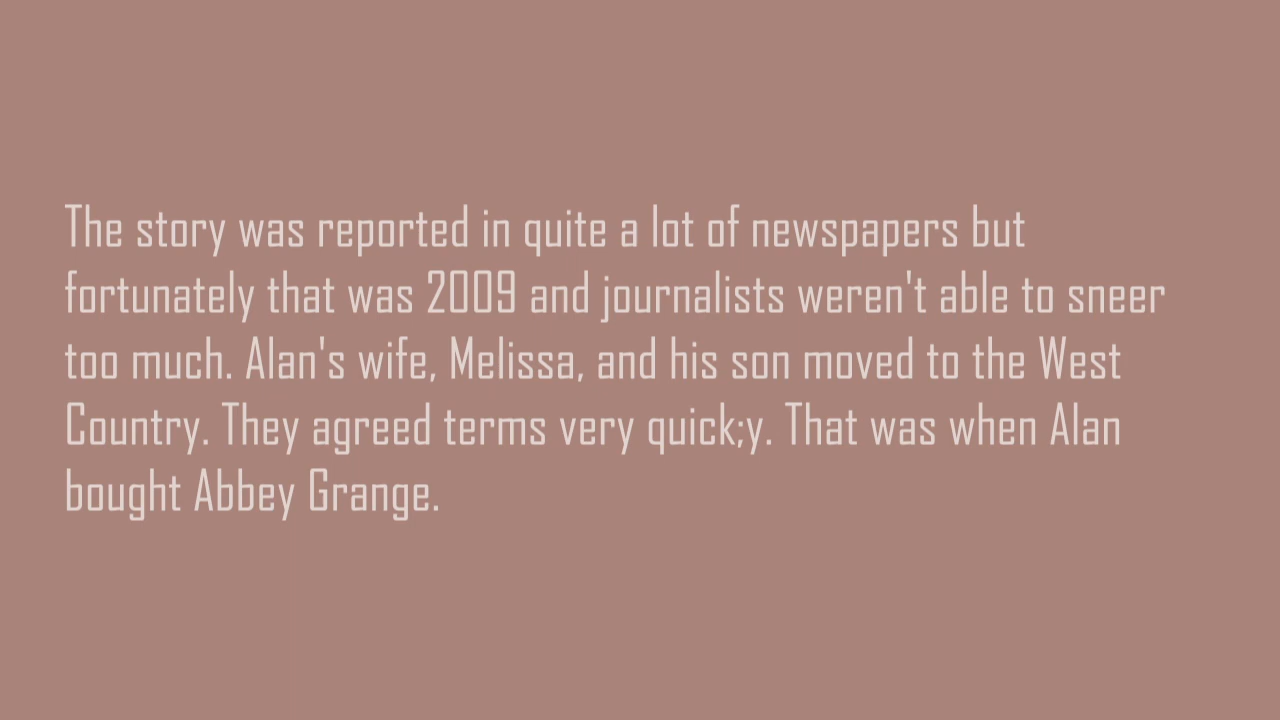 The story was reported in quite a lot of newspapers but
fortunately that was 2009 and journalists weren't able to sneer
too much. Alan's wife, Melissa, and his son moved to the West
Country. They agreed terms very quick;y. That was when Alan
bought Abbey Grange.